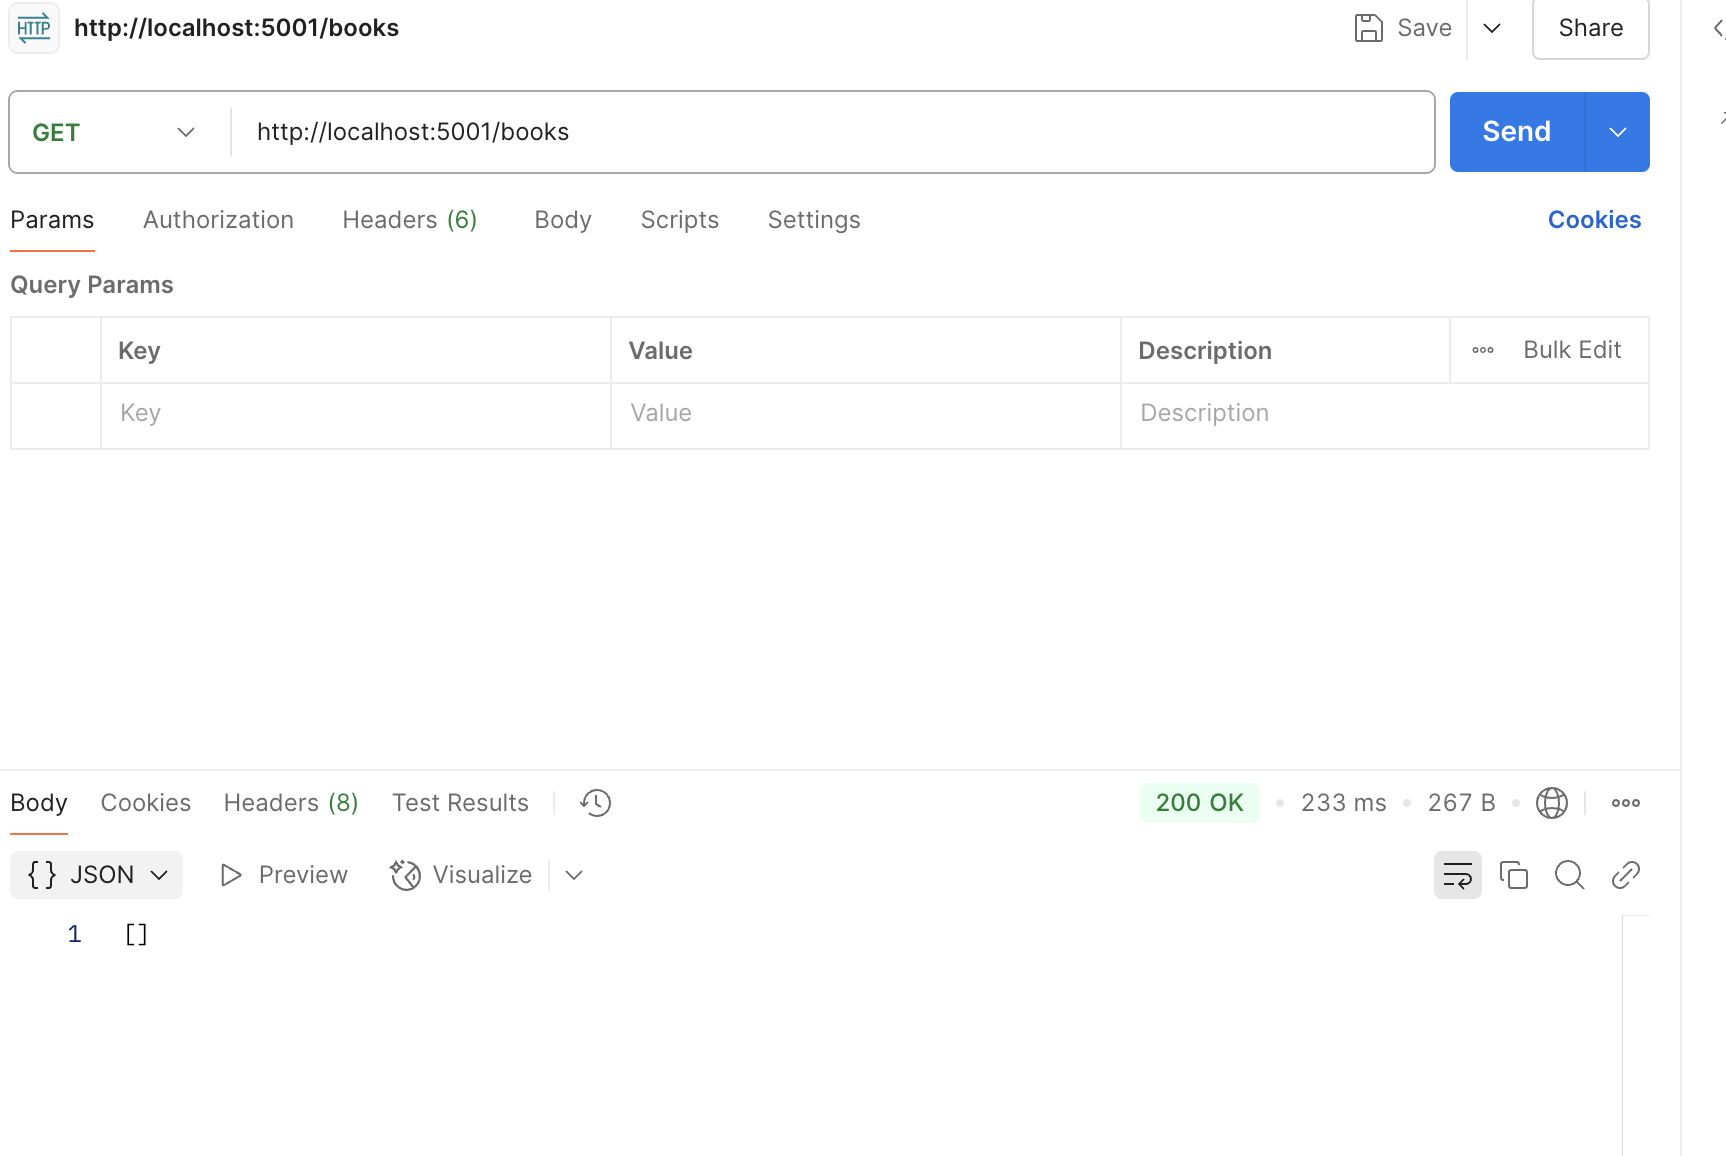 HTTP http://localhost:5001/books Save Share
GET http://localhost:5001/books Send
Params Authorization Headers (6) Body Scripts Settings Cookies
Query Params
Key Value Description Bulk Edit
Key Value Description
Body Cookies Headers (8) Test Results 200 OK 233 ms 267 B
{} JSON Preview Visualize
1 []